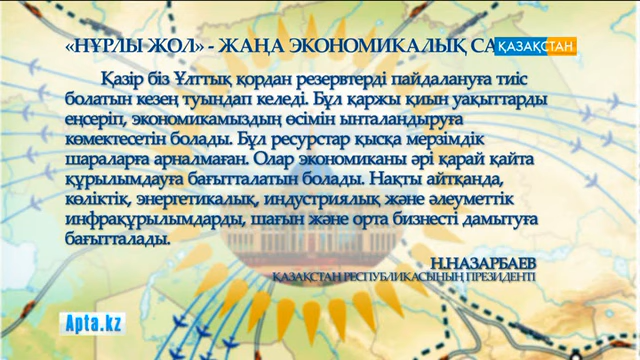 «НҰРЛЫ ЖОЛ» - ЖАҢА ЭКОНОМИКАЛЫҚ СА
ҚАЗАҚСТАН
Қазір біз Ұлттық қордан резервтерді пайдалануға тиіс
болатын кезең туындап келеді. Бұл қаржы қиын уақыттарды
еңсеріп, экономикамыздың өсімін ынталандыруға
көмектесетін болады. Бұл ресурстар қысқа мерзімдік
шараларға арналмаған. Олар экономиканы әрі қарай қайта
құрылымдауға бағытталатын болады. Нақты айтқанда,
көліктік, энергетикалық, индустриялық және әлеуметтік
инфрақұрылымдарды, шағын және орта бизнесті дамытуға
бағытталады.
Н.НАЗАРБАЕВ
ҚАЗАҚСТАН РЕСПУБЛИКАСЫНЫҢ ПРЕЗИДЕНТІ
Apta.kz